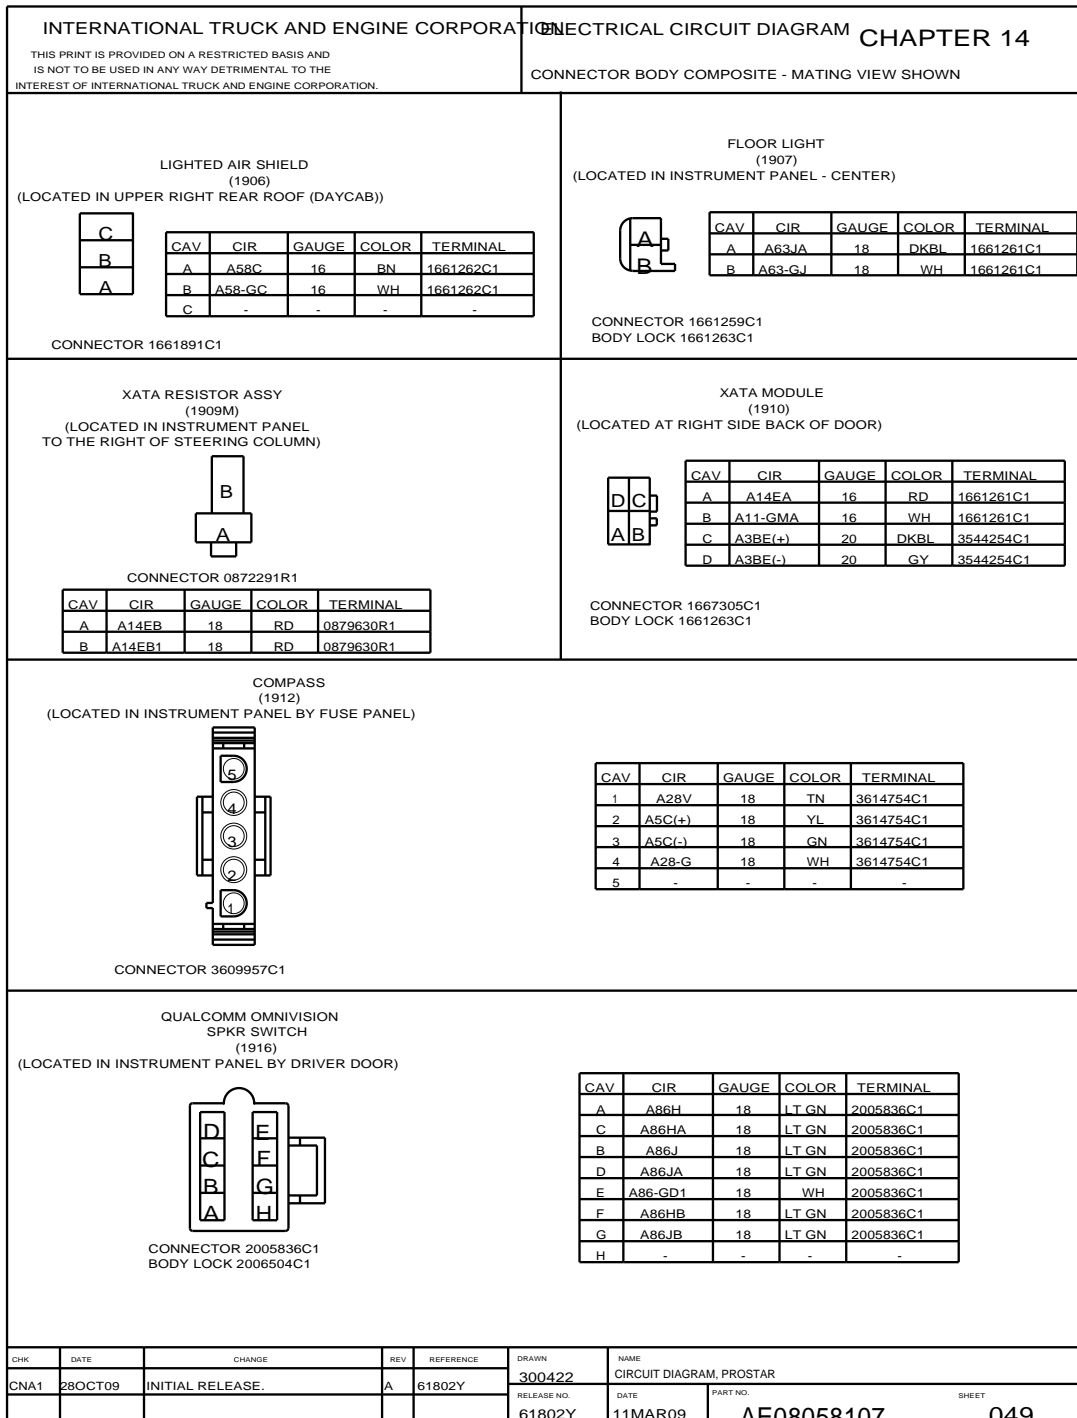 INTERNATIONAL TRUCK AND ENGINE CORPORATION
THIS PRINT IS PROVIDED ON A RESTRICTED BASIS AND
IS NOT TO BE USED IN ANY WAY DETRIMENTAL TO THE
INTEREST OF INTERNATIONAL TRUCK AND ENGINE CORPORATION.
ELECTRICAL CIRCUIT DIAGRAM CHAPTER 14
CONNECTOR BODY COMPOSITE - MATING VIEW SHOWN
LIGHTED AIR SHIELD
(1906)
(LOCATED IN UPPER RIGHT REAR ROOF (DAYCAB))
C
B
A
CAV CIR GAUGE COLOR TERMINAL
A A58C 16 BN 1661262C1
B A58-GC 16 WH 1661262C1
C - - - -
CONNECTOR 1661891C1
FLOOR LIGHT
(1907)
(LOCATED IN INSTRUMENT PANEL - CENTER)
A
B
CAV CIR GAUGE COLOR TERMINAL
A A63JA 18 DKBL 1661261C1
B A63-GJ 18 WH 1661261C1
CONNECTOR 1661259C1
BODY LOCK 1661263C1
XATA RESISTOR ASSY
(1909M)
(LOCATED IN INSTRUMENT PANEL
TO THE RIGHT OF STEERING COLUMN)
B
A
CONNECTOR 0872291R1
CAV CIR GAUGE COLOR TERMINAL
A A14EB 18 RD 0879630R1
B A14EB1 18 RD 0879630R1
XATA MODULE
(1910)
(LOCATED AT RIGHT SIDE BACK OF DOOR)
D C
A B
CAV CIR GAUGE COLOR TERMINAL
A A14EA 16 RD 1661261C1
B A11-GMA 16 WH 1661261C1
C A3BE(+) 20 DKBL 3544254C1
D A3BE(-) 20 GY 3544254C1
CONNECTOR 1667305C1
BODY LOCK 1661263C1
COMPASS
(1912)
(LOCATED IN INSTRUMENT PANEL BY FUSE PANEL)
5
4
3
2
1
CAV CIR GAUGE COLOR TERMINAL
1 A28V 18 TN 3614754C1
2 A5C(+) 18 YL 3614754C1
3 A5C(-) 18 GN 3614754C1
4 A28-G 18 WH 3614754C1
5 - - - -
CONNECTOR 3609957C1
QUALCOMM OMNIVISION
SPKR SWITCH
(1916)
(LOCATED IN INSTRUMENT PANEL BY DRIVER DOOR)
D E
C F
B G
A H
CONNECTOR 2005836C1
BODY LOCK 2006504C1
CAV CIR GAUGE COLOR TERMINAL
A A86H 18 LT GN 2005836C1
C A86HA 18 LT GN 2005836C1
B A86J 18 LT GN 2005836C1
D A86JA 18 LT GN 2005836C1
E A86-GD1 18 WH 2005836C1
F A86HB 18 LT GN 2005836C1
G A86JB 18 LT GN 2005836C1
H - - - -
CHK DATE CHANGE REV REFERENCE
CNA1 28OCT09 INITIAL RELEASE. A 61802Y
DRAWN
300422
NAME
CIRCUIT DIAGRAM, PROSTAR
RELEASE NO.
61802Y
DATE
11MAR09
PART NO.
AE08058107
SHEET
049